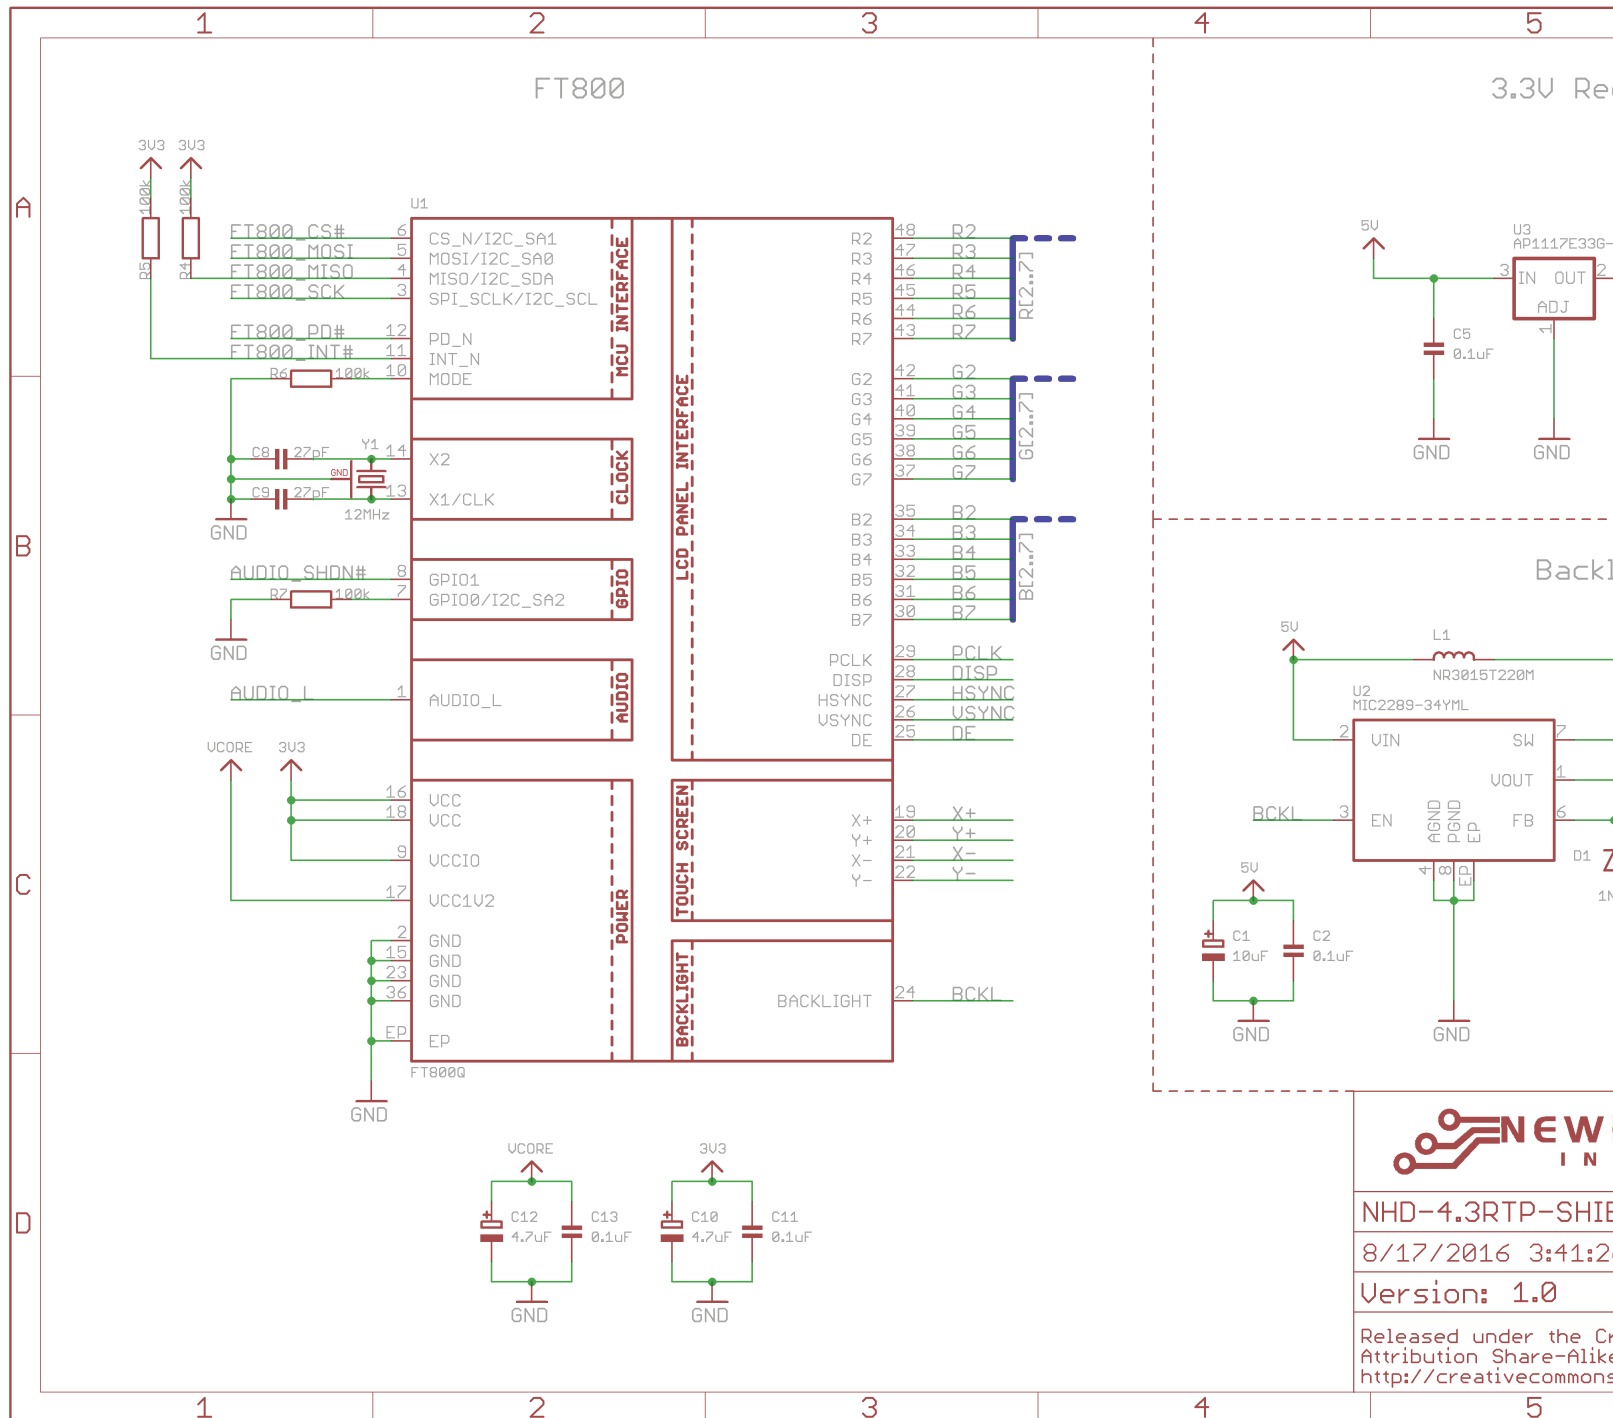 1 2 3 4 5
FT800
3.3V Re
3V3 3V3
100k 100k
R5 R4
A
U1
FT800_CS# 6 CS_N/I2C_SA1
FT800_MOSI 5 MOSI/I2C_SA0
FT800_MISO 4 MISO/I2C_SDA
FT800_SCK 3 SPI_SCLK/I2C_SCL
FT800_PD# 12 PD_N
FT800_INT# 11 INT_N
R6 100k 10 MODE
MCU INTERFACE
C8 27pF Y1 14 X2
GND
C9 27pF 13 X1/CLK
12MHz
GND
CLOCK
B
AUDIO_SHDN# 8 GPIO1
R7 100k 7 GPIO0/I2C_SA2
GND
GPIO
AUDIO_L 1 AUDIO_L
AUDIO
VCORE 3V3
16 VCC
18 VCC
9 VCCIO
17 VCC1V2
C
2 GND
15 GND
23 GND
36 GND
EP EP
POWER
FT800Q
GND
LCD PANEL INTERFACE
R2 48 R2
R3 47 R3
R4 46 R4
R5 45 R5
R6 44 R6
R7 43 R7
R[2..7]
G2 42 G2
G3 41 G3
G4 40 G4
G5 39 G5
G6 38 G6
G7 37 G7
G[2..7]
B2 35 B2
B3 34 B3
B4 33 B4
B5 32 B5
B6 31 B6
B7 30 B7
B[2..7]
PCLK 29 PCLK
DISP 28 DISP
HSYNC 27 HSYNC
VSYNC 26 VSYNC
DE 25 DE
TOUCH SCREEN
X+ 19 X+
Y+ 20 Y+
X- 21 X-
Y- 22 Y-
BACKLIGHT
BACKLIGHT 24 BCKL
VCORE 3V3
C12 C13 C10 C11
4.7uF 0.1uF 4.7uF 0.1uF
GND GND
D
5V
U3
AP1117E33G-
3 IN OUT 2
ADJ
1
C5
0.1uF
GND GND
Backl
5V
L1
NR3015T220M
U2
MIC2289-34YML
2 VIN SW 7
VOUT 1
BCKL 3 EN FB 6
AGND PGND EP
4 8 EP
D1
1N
5V
C1 C2
10uF 0.1uF
GND GND
NEW
IN
NHD-4.3RTP-SHIE
8/17/2016 3:41:2
Version: 1.0
Released under the Cr
Attribution Share-Alike
http://creativecommons
1 2 3 4 5